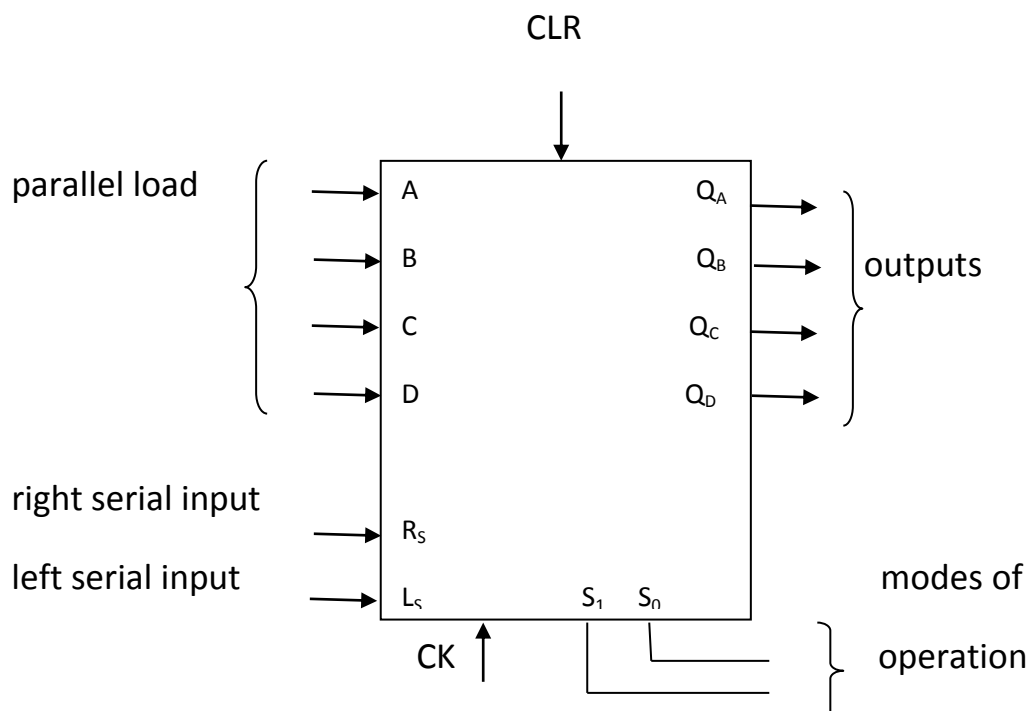 CLR
parallel load
A
Q_A
B
Q_B
outputs
C
Q_C
D
Q_D
right serial input
R_S
left serial input
L_S
S_1 S_0
modes of
CK
operation